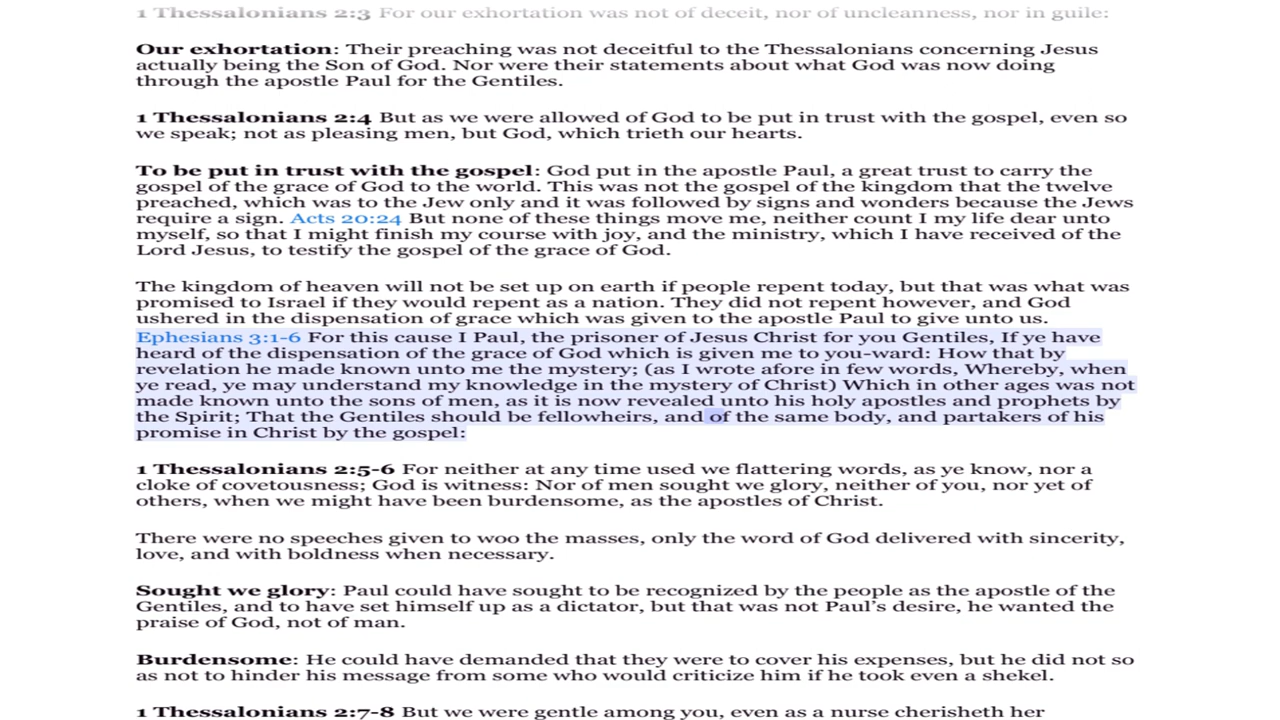 1 Thessalonians 2:3 For our exhortation was not of deceit, nor of uncleanness, nor in guile:
Our exhortation: Their preaching was not deceitful to the Thessalonians concerning Jesus
actually being the Son of God. Nor were their statements about what God was now doing
through the apostle Paul for the Gentiles.
1 Thessalonians 2:4 But as we were allowed of God to be put in trust with the gospel, even so
we speak; not as pleasing men, but God, which trieth our hearts.
To be put in trust with the gospel: God put in the apostle Paul, a great trust to carry the
gospel of the grace of God to the world. This was not the gospel of the kingdom that the twelve
preached, which was to the Jew only and it was followed by signs and wonders because the Jews
require a sign. Acts 20:24 But none of these things move me, neither count I my life dear unto
myself, so that I might finish my course with joy, and the ministry, which I have received of the
Lord Jesus, to testify the gospel of the grace of God.
The kingdom of heaven will not be set up on earth if people repent today, but that was what was
promised to Israel if they would repent as a nation. They did not repent however, and God
ushered in the dispensation of grace which was given to the apostle Paul to give unto us.
Ephesians 3:1-6 For this cause I Paul, the prisoner of Jesus Christ for you Gentiles, If ye have
heard of the dispensation of the grace of God which is given me to you-ward: How that by
revelation he made known unto me the mystery; (as I wrote afore in few words, Whereby, when
ye read, ye may understand my knowledge in the mystery of Christ) Which in other ages was not
made known unto the sons of men, as it is now revealed unto his holy apostles and prophets by
the Spirit; That the Gentiles should be fellowheirs, and of the same body, and partakers of his
promise in Christ by the gospel:
1 Thessalonians 2:5-6 For neither at any time used we flattering words, as ye know, nor a
cloke of covetousness; God is witness: Nor of men sought we glory, neither of you, nor yet of
others, when we might have been burdensome, as the apostles of Christ.
There were no speeches given to woo the masses, only the word of God delivered with sincerity,
love, and with boldness when necessary.
Sought we glory: Paul could have sought to be recognized by the people as the apostle of the
Gentiles, and to have set himself up as a dictator, but that was not Paul's desire, he wanted the
praise of God, not of man.
Burdensome: He could have demanded that they were to cover his expenses, but he did not so
as not to hinder his message from some who would criticize him if he took even a shekel.
1 Thessalonians 2:7-8 But we were gentle among you, even as a nurse cherisheth her